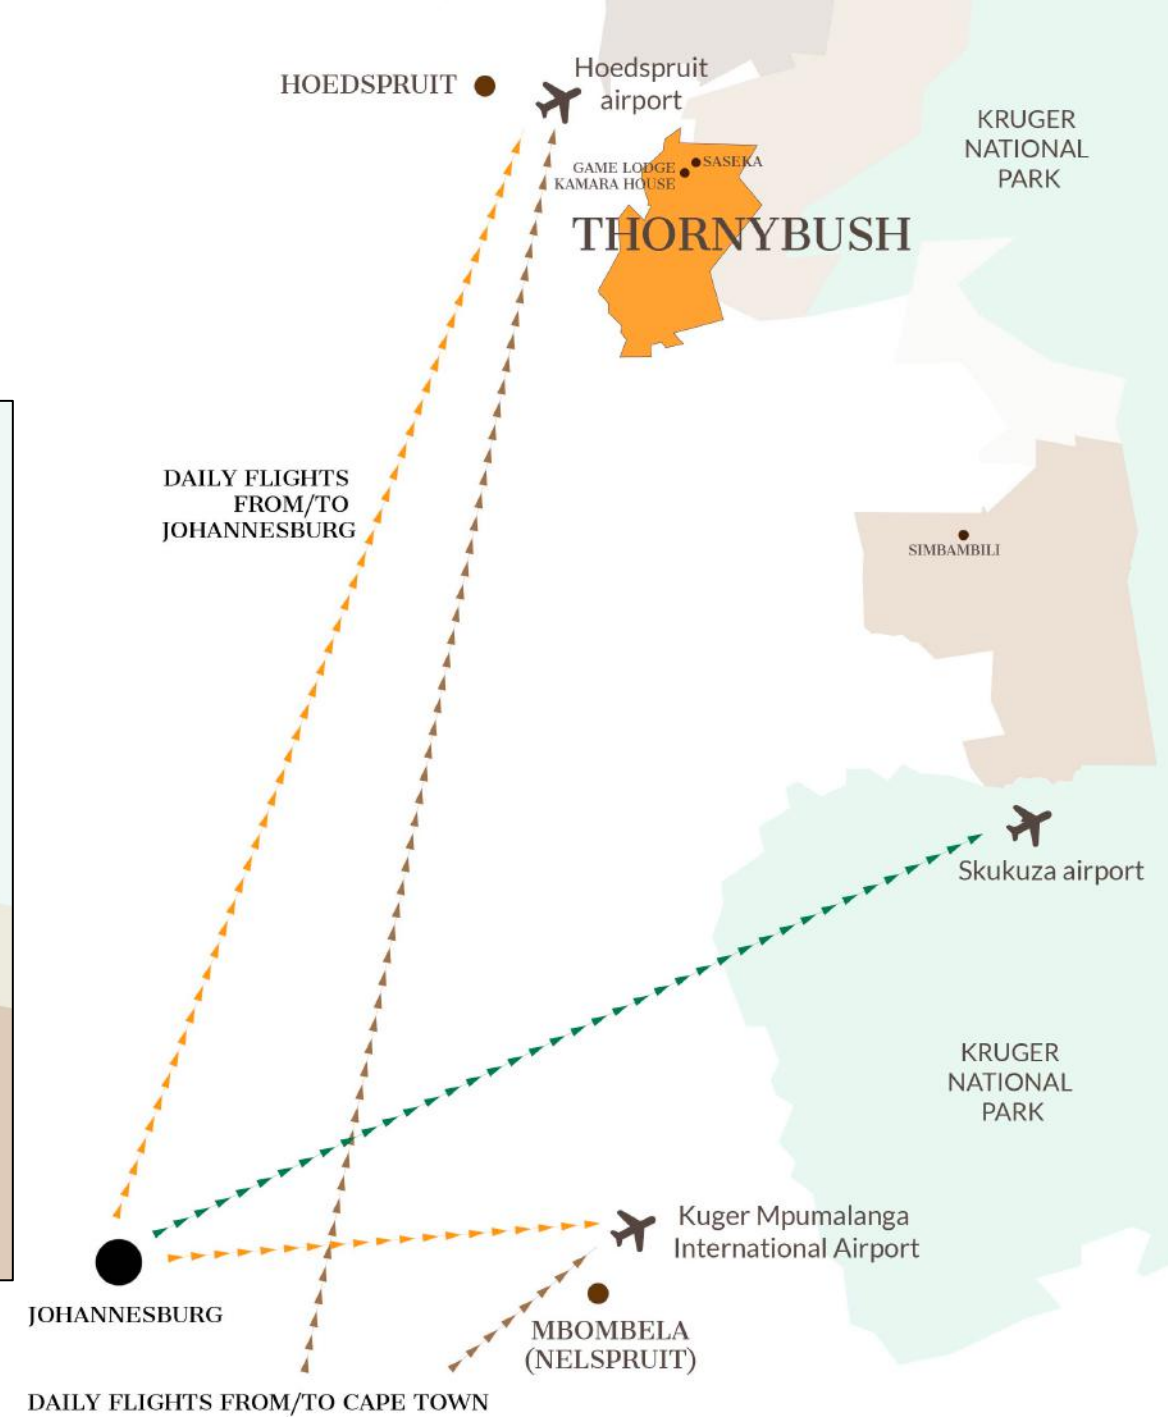 HOEDSPRUIT
Hoedspruit
airport
KRUGER
NATIONAL
PARK
GAME LODGE
KAMARA HOUSE
SASEKA
THORNYBUSH
DAILY FLIGHTS
FROM/TO
JOHANNESBURG
SIMBAMBILI
Skukuza airport
KRUGER
NATIONAL
PARK
Kuger Mpumalanga
International Airport
JOHANNESBURG
MBOMBELA
(NELSPRUIT)
DAILY FLIGHTS FROM/TO CAPE TOWN